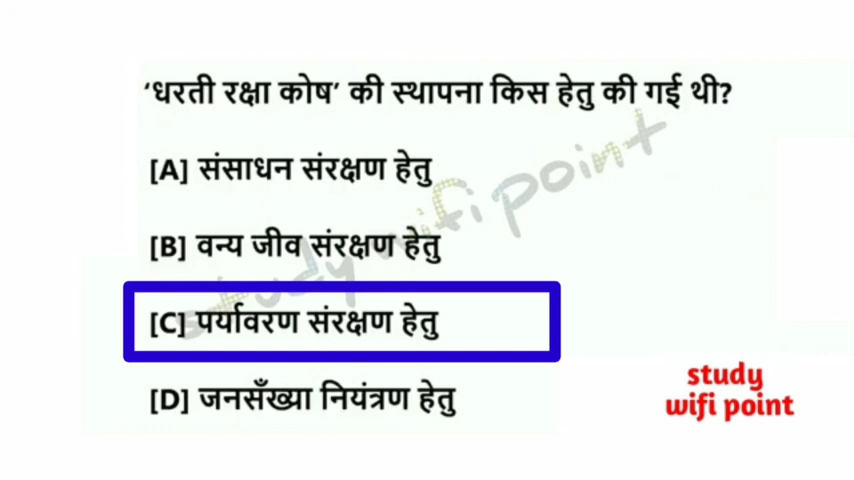 ‘धरती रक्षा कोष’ की स्थापना किस हेतु की गई थी?
[A] संसाधन संरक्षण हेतु
[B] वन्य जीव संरक्षण हेतु
[C] पर्यावरण संरक्षण हेतु
[D] जनसँख्या नियंत्रण हेतु
study wifi point
study
wifi point